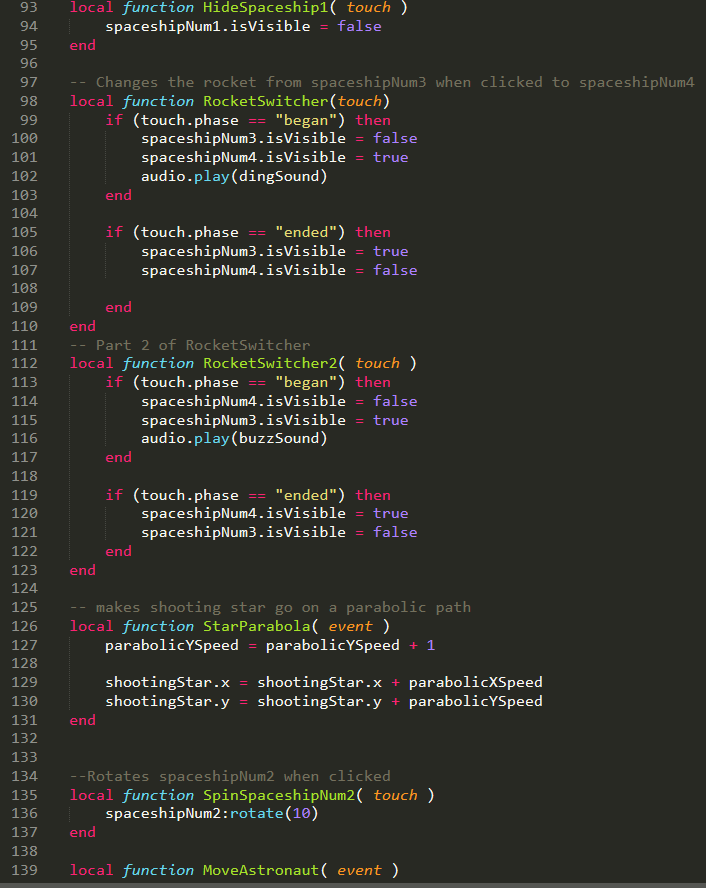 93 local function HideSpaceship1( touch )
94     spaceshipNum1.isVisible = false
95 end
96
97 -- Changes the rocket from spaceshipNum3 when clicked to spaceshipNum4
98 local function RocketSwitcher(touch)
99     if (touch.phase == "began") then
100         spaceshipNum3.isVisible = false
101         spaceshipNum4.isVisible = true
102         audio.play(dingSound)
103     end
104
105     if (touch.phase == "ended") then
106         spaceshipNum3.isVisible = true
107         spaceshipNum4.isVisible = false
108
109     end
110 end
111 -- Part 2 of RocketSwitcher
112 local function RocketSwitcher2( touch )
113     if (touch.phase == "began") then
114         spaceshipNum4.isVisible = false
115         spaceshipNum3.isVisible = true
116         audio.play(buzzSound)
117     end
118
119     if (touch.phase == "ended") then
120         spaceshipNum4.isVisible = true
121         spaceshipNum3.isVisible = false
122     end
123 end
124
125 -- makes shooting star go on a parabolic path
126 local function StarParabola( event )
127     parabolicYSpeed = parabolicYSpeed + 1
128
129     shootingStar.x = shootingStar.x + parabolicXSpeed
130     shootingStar.y = shootingStar.y + parabolicYSpeed
131 end
132
133
134 --Rotates spaceshipNum2 when clicked
135 local function SpinSpaceshipNum2( touch )
136     spaceshipNum2:rotate(10)
137 end
138
139 local function MoveAstronaut( event )